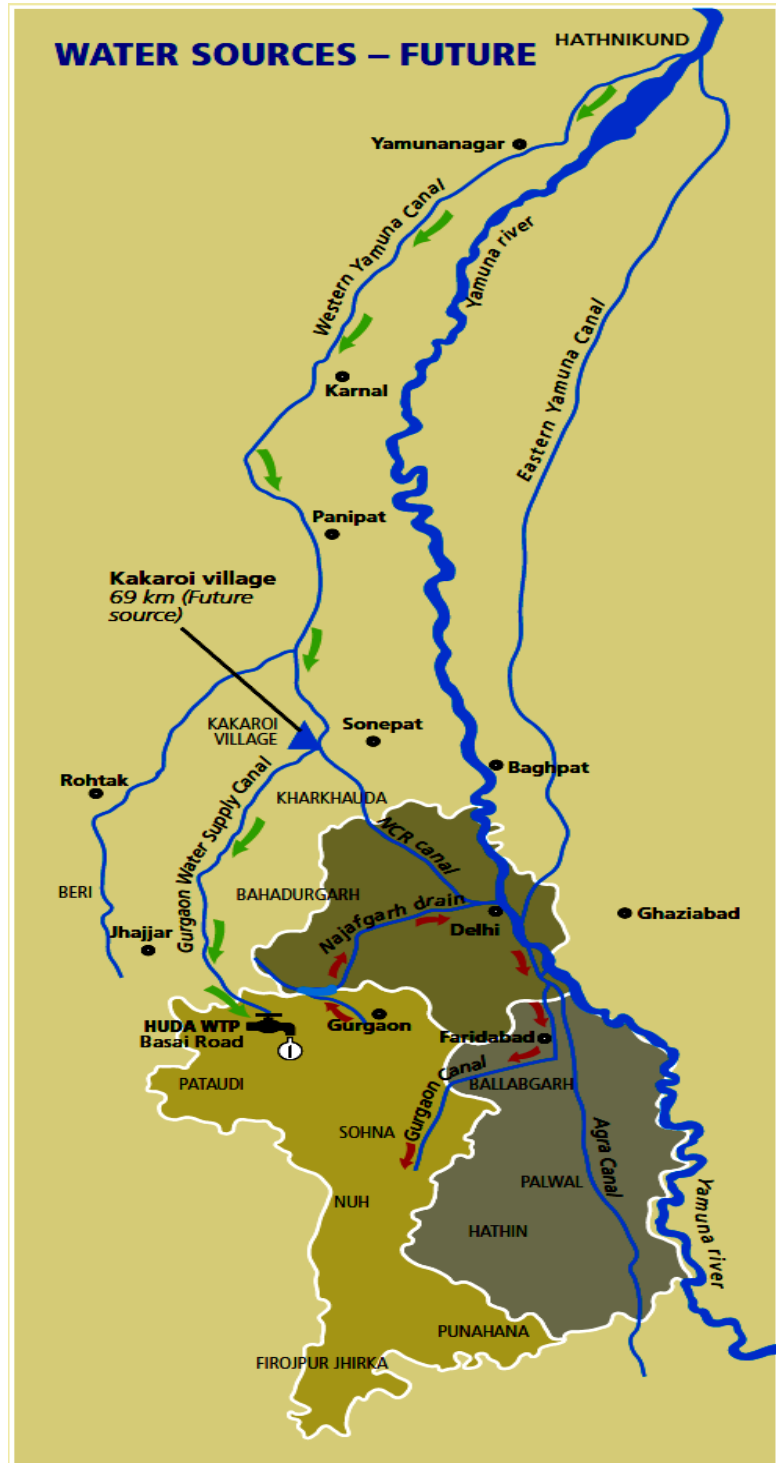 WATER SOURCES – FUTURE
HATHNIKUND
Yamunanagar
Western Yamuna Canal
Yamuna river
Eastern Yamuna Canal
Karnal
Panipat
Kakaroi village
69 km (Future
source)
KAKAROI
VILLAGE
Sonepat
Baghpat
Rohtak
Gurgaon Water Supply Canal
KHARKHAUDA
NCR canal
BERI
BAHADURGARH
Najafgarh drain
Delhi
Ghaziabad
Jhajjar
HUDA WTP
Basai Road
Gurgaon
Faridabad
PATAUDI
Gurgaon Canal
BALLABGARH
SOHNA
Agra Canal
NUH
PALWAL
HATHIN
Yamuna river
PUNAHANA
FIROJPUR JHIRKA